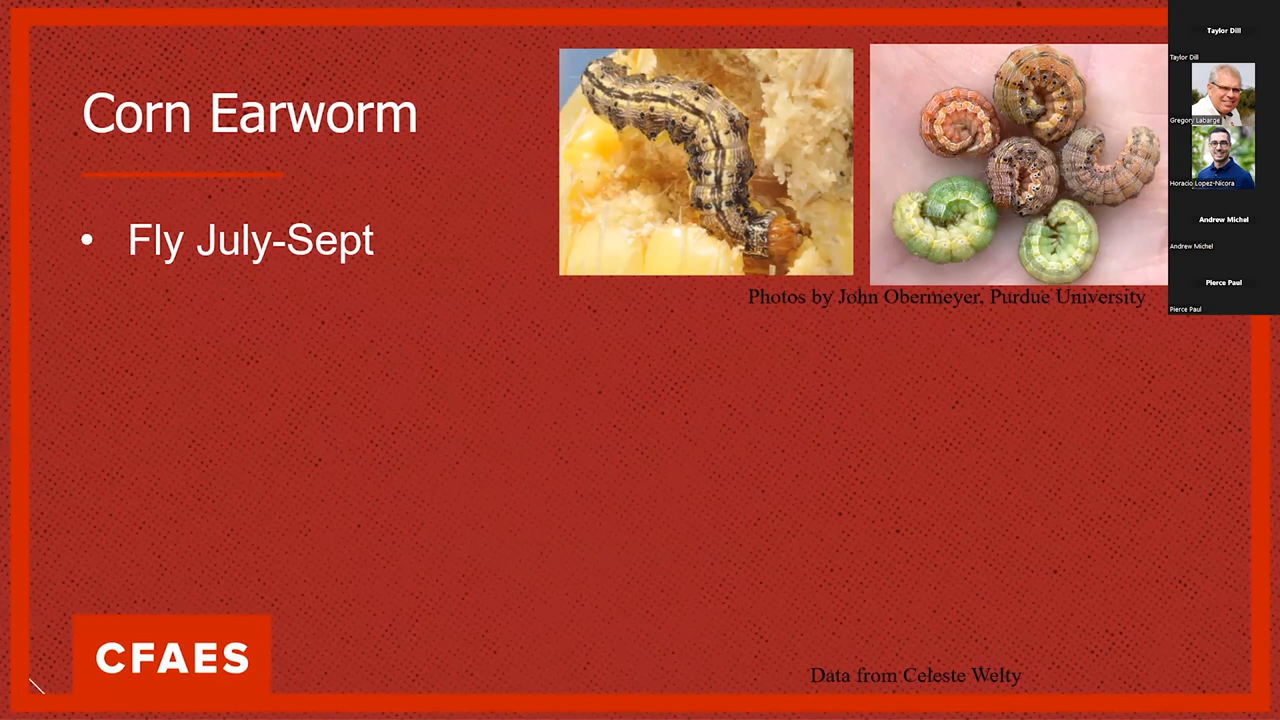 Corn Earworm
• Fly July-Sept
Photos by John Obermeyer, Purdue University
Data from Celeste Welty
CFAES
Taylor Dill
Taylor Dill
Gregory Labarge
Horacio Lopez-Nicora
Andrew Michel
Andrew Michel
Pierce Paul
Pierce Paul